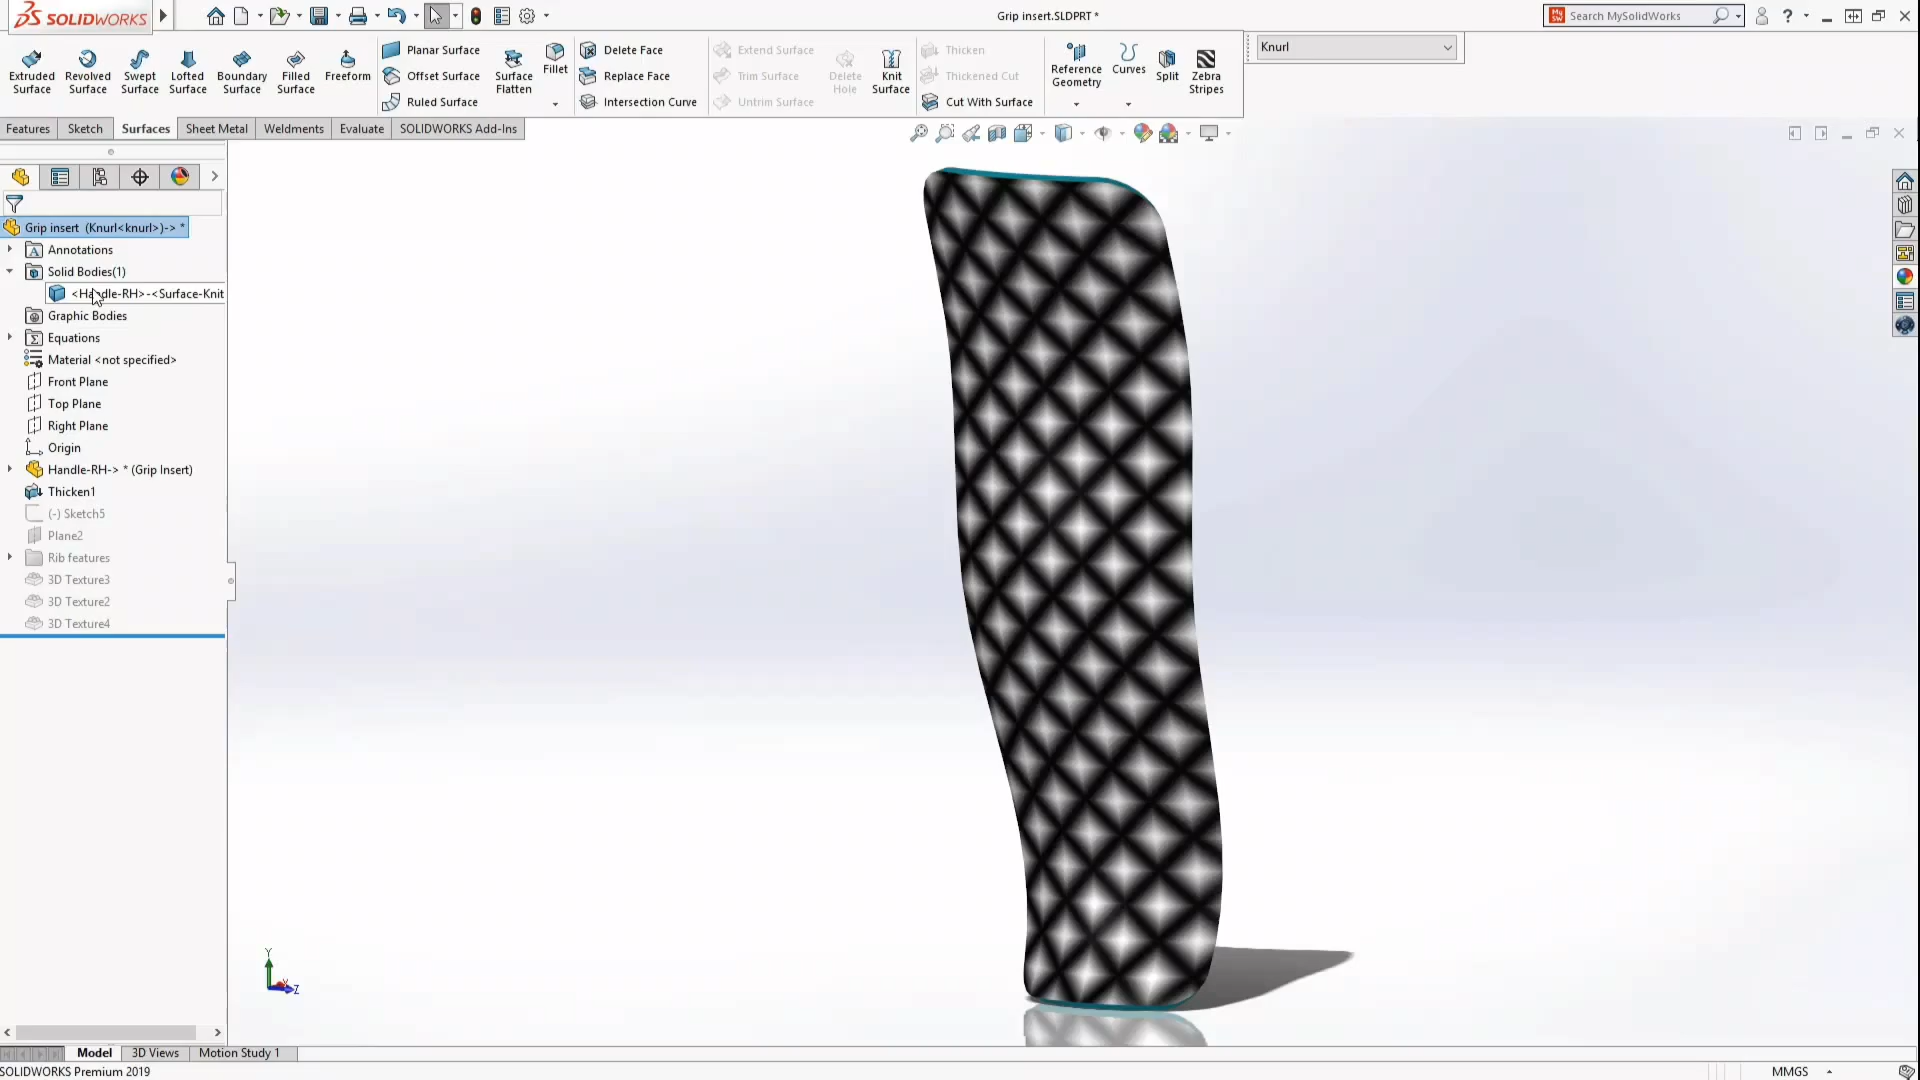 SOLIDWORKS
Grip insert.SLDPRT *
Search MySolidWorks
Extruded Surface
Revolved Surface
Swept Surface
Lofted Surface
Boundary Surface
Filled Surface
Freeform
Planar Surface
Offset Surface
Ruled Surface
Surface Flatten
Fillet
Delete Face
Replace Face
Intersection Curve
Extend Surface
Trim Surface
Untrim Surface
Delete Hole
Knit Surface
Thicken
Thickened Cut
Cut With Surface
Reference Geometry
Curves
Split
Zebra Stripes
Knurl
Features
Sketch
Surfaces
Sheet Metal
Weldments
Evaluate
SOLIDWORKS Add-Ins
Grip insert (Knurl<knurl>)-> *
Annotations
Solid Bodies(1)
<Handle-RH>-<Surface-Knit
Graphic Bodies
Equations
Material <not specified>
Front Plane
Top Plane
Right Plane
Origin
Handle-RH-> * (Grip Insert)
Thicken1
(-) Sketch5
Plane2
Rib features
3D Texture3
3D Texture2
3D Texture4
Y
Z
Model
3D Views
Motion Study 1
SOLIDWORKS Premium 2019
MMGS